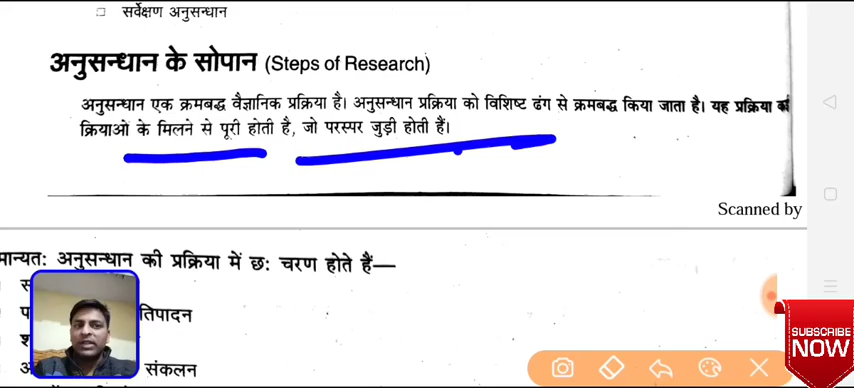 सर्वेक्षण अनुसन्धान
अनुसन्धान के सोपान (Steps of Research)
अनुसन्धान एक क्रमबद्ध वैज्ञानिक प्रक्रिया है। अनुसन्धान प्रक्रिया को विशिष्ट ढंग से क्रमबद्ध किया जाता है। यह प्रक्रिया
क्रियाओं के मिलने से पूरी होती है, जो परस्पर जुड़ी होती हैं।
Scanned by
मान्यतः अनुसन्धान की प्रक्रिया में छः चरण होते हैं—
तिपादन
संकलन
SUBSCRIBE
NOW